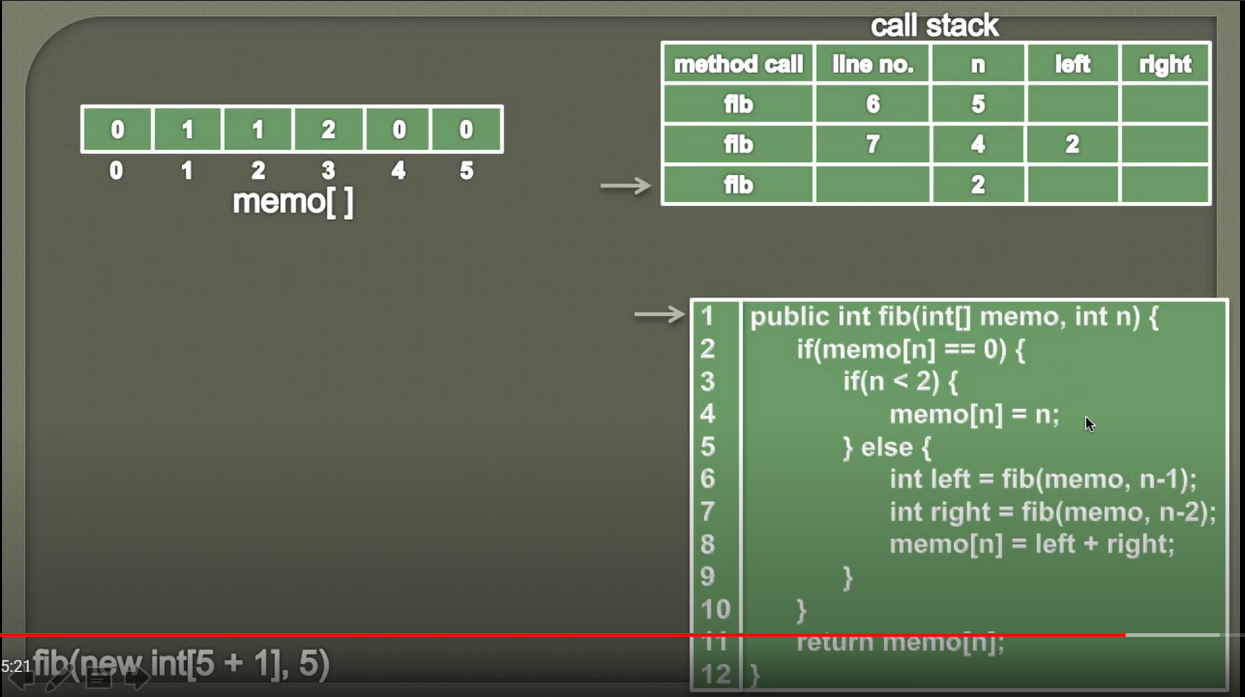 call stack
method call line no. n left right
fib 6 5
fib 7 4 2
fib 2
0 1 1 2 0 0
0 1 2 3 4 5
memo[ ]
1 public int fib(int[] memo, int n) {
2 if(memo[n] == 0) {
3 if(n < 2) {
4 memo[n] = n;
5 } else {
6 int left = fib(memo, n-1);
7 int right = fib(memo, n-2);
8 memo[n] = left + right;
9 }
10 }
11 return memo[n];
12 }
5:21
fib(new int[5 + 1], 5)